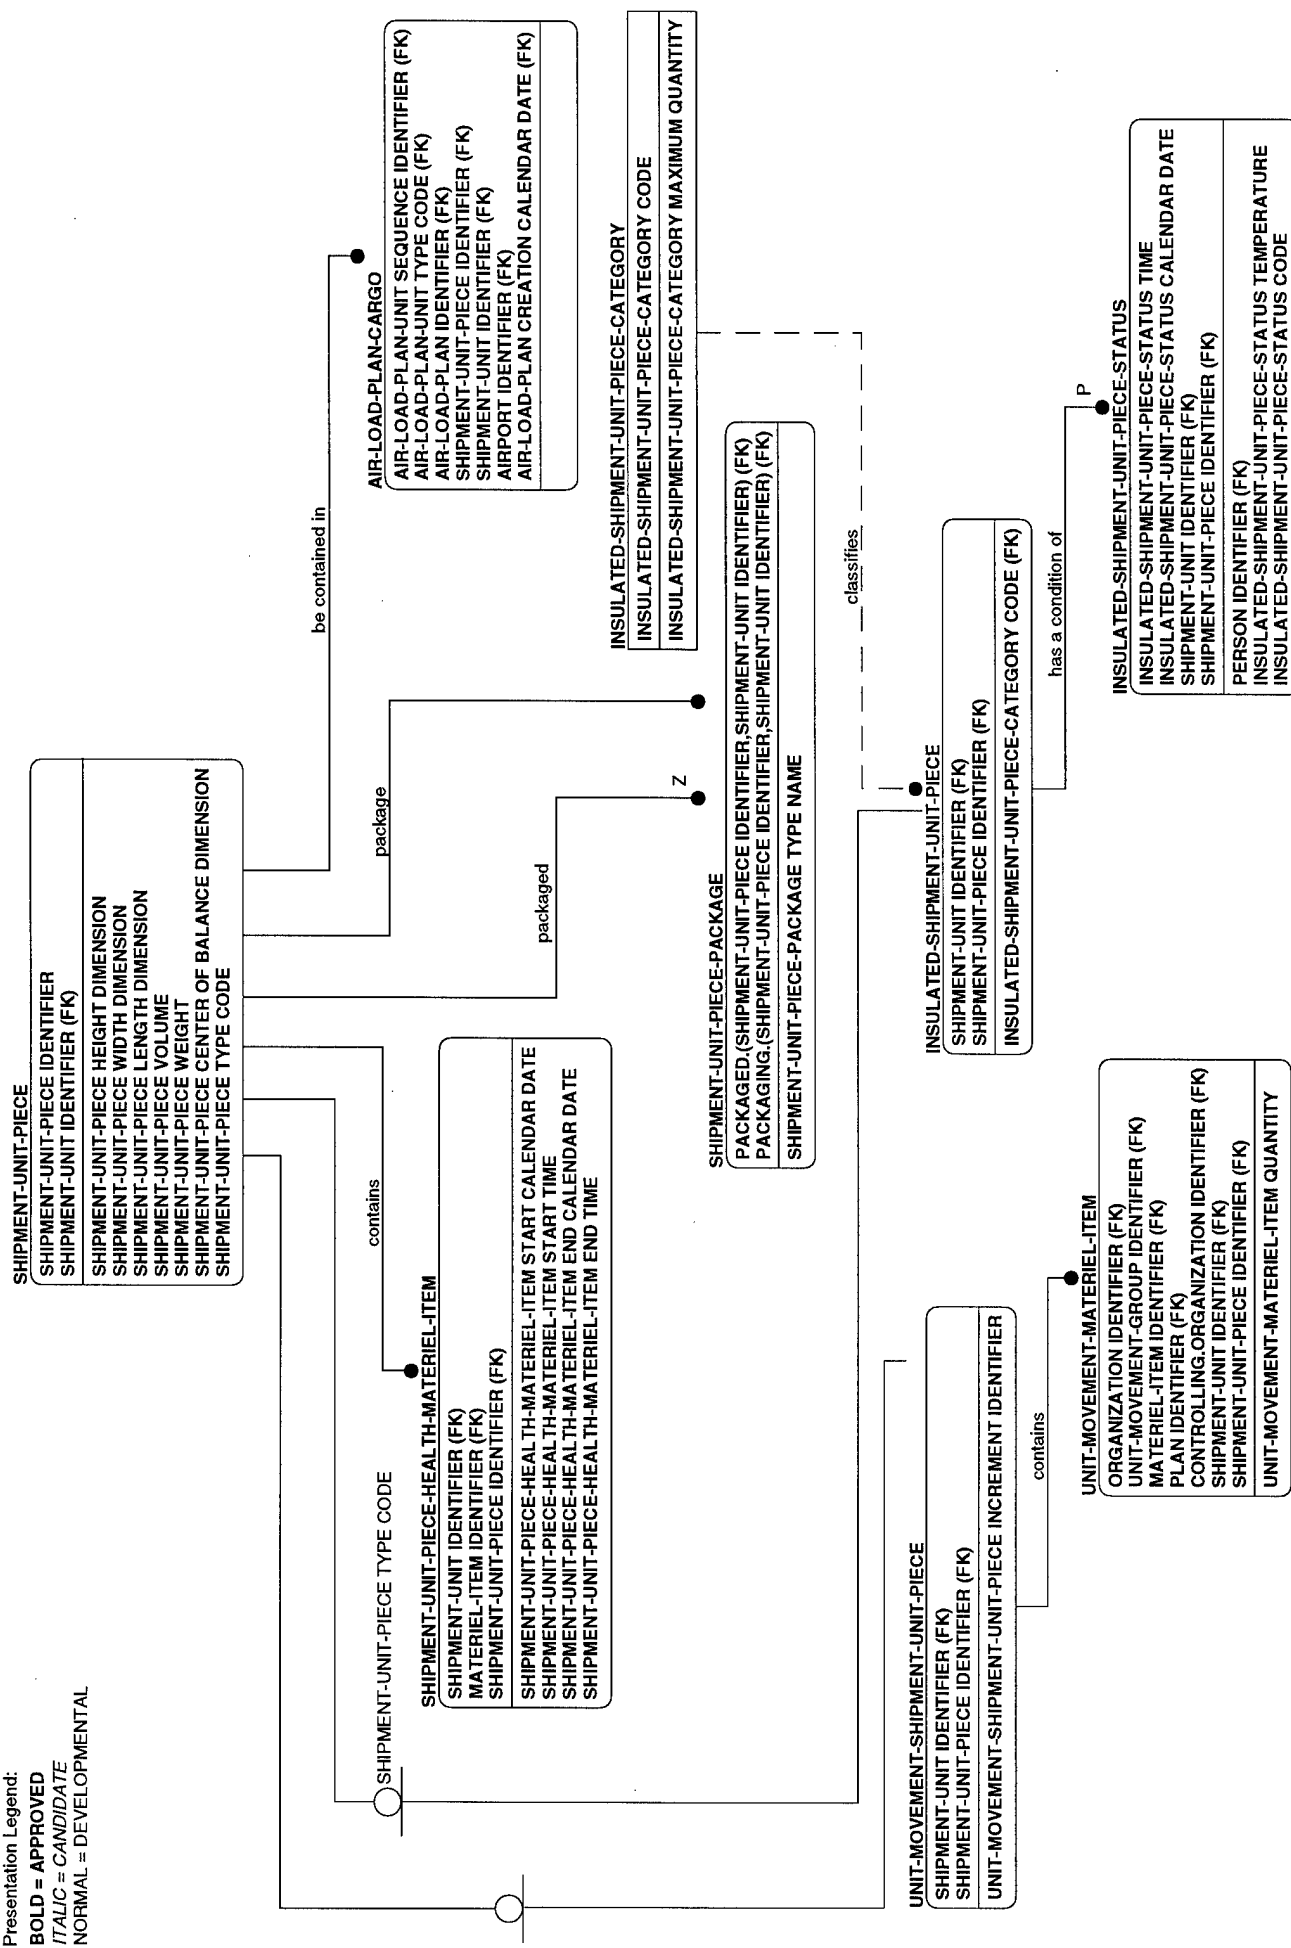 Presentation Legend:
BOLD = APPROVED
ITALIC = CANDIDATE
NORMAL = DEVELOPMENTAL
SHIPMENT-UNIT-PIECE
SHIPMENT-UNIT-PIECE IDENTIFIER
SHIPMENT-UNIT IDENTIFIER (FK)
SHIPMENT-UNIT-PIECE HEIGHT DIMENSION
SHIPMENT-UNIT-PIECE WIDTH DIMENSION
SHIPMENT-UNIT-PIECE LENGTH DIMENSION
SHIPMENT-UNIT-PIECE VOLUME
SHIPMENT-UNIT-PIECE WEIGHT
SHIPMENT-UNIT-PIECE CENTER OF BALANCE DIMENSION
SHIPMENT-UNIT-PIECE TYPE CODE
be contained in
package
packaged
Z
contains
AIR-LOAD-PLAN-CARGO
AIR-LOAD-PLAN-UNIT SEQUENCE IDENTIFIER (FK)
AIR-LOAD-PLAN-UNIT TYPE CODE (FK)
AIR-LOAD-PLAN IDENTIFIER (FK)
SHIPMENT-UNIT-PIECE IDENTIFIER (FK)
SHIPMENT-UNIT IDENTIFIER (FK)
AIRPORT IDENTIFIER (FK)
AIR-LOAD-PLAN CREATION CALENDAR DATE (FK)
SHIPMENT-UNIT-PIECE TYPE CODE
SHIPMENT-UNIT-PIECE-HEALTH-MATERIEL-ITEM
SHIPMENT-UNIT IDENTIFIER (FK)
MATERIEL-ITEM IDENTIFIER (FK)
SHIPMENT-UNIT-PIECE IDENTIFIER (FK)
SHIPMENT-UNIT-PIECE-HEALTH-MATERIEL-ITEM START CALENDAR DATE
SHIPMENT-UNIT-PIECE-HEALTH-MATERIEL-ITEM START TIME
SHIPMENT-UNIT-PIECE-HEALTH-MATERIEL-ITEM END CALENDAR DATE
SHIPMENT-UNIT-PIECE-HEALTH-MATERIEL-ITEM END TIME
INSULATED-SHIPMENT-UNIT-PIECE-CATEGORY
INSULATED-SHIPMENT-UNIT-PIECE-CATEGORY CODE
INSULATED-SHIPMENT-UNIT-PIECE-CATEGORY MAXIMUM QUANTITY
SHIPMENT-UNIT-PIECE-PACKAGE
PACKAGED.(SHIPMENT-UNIT-PIECE IDENTIFIER,SHIPMENT-UNIT IDENTIFIER) (FK)
PACKAGING.(SHIPMENT-UNIT-PIECE IDENTIFIER,SHIPMENT-UNIT IDENTIFIER) (FK)
SHIPMENT-UNIT-PIECE-PACKAGE TYPE NAME
classifies
UNIT-MOVEMENT-SHIPMENT-UNIT-PIECE
SHIPMENT-UNIT IDENTIFIER (FK)
SHIPMENT-UNIT-PIECE IDENTIFIER (FK)
UNIT-MOVEMENT-SHIPMENT-UNIT-PIECE INCREMENT IDENTIFIER
contains
INSULATED-SHIPMENT-UNIT-PIECE
SHIPMENT-UNIT IDENTIFIER (FK)
SHIPMENT-UNIT-PIECE IDENTIFIER (FK)
INSULATED-SHIPMENT-UNIT-PIECE-CATEGORY CODE (FK)
has a condition of
P
UNIT-MOVEMENT-MATERIEL-ITEM
ORGANIZATION IDENTIFIER (FK)
UNIT-MOVEMENT-GROUP IDENTIFIER (FK)
MATERIEL-ITEM IDENTIFIER (FK)
PLAN IDENTIFIER (FK)
CONTROLLING.ORGANIZATION IDENTIFIER (FK)
SHIPMENT-UNIT IDENTIFIER (FK)
SHIPMENT-UNIT-PIECE IDENTIFIER (FK)
UNIT-MOVEMENT-MATERIEL-ITEM QUANTITY
INSULATED-SHIPMENT-UNIT-PIECE-STATUS
INSULATED-SHIPMENT-UNIT-PIECE-STATUS TIME
INSULATED-SHIPMENT-UNIT-PIECE-STATUS CALENDAR DATE
SHIPMENT-UNIT IDENTIFIER (FK)
SHIPMENT-UNIT-PIECE IDENTIFIER (FK)
PERSON IDENTIFIER (FK)
INSULATED-SHIPMENT-UNIT-PIECE-STATUS TEMPERATURE
INSULATED-SHIPMENT-UNIT-PIECE-STATUS CODE